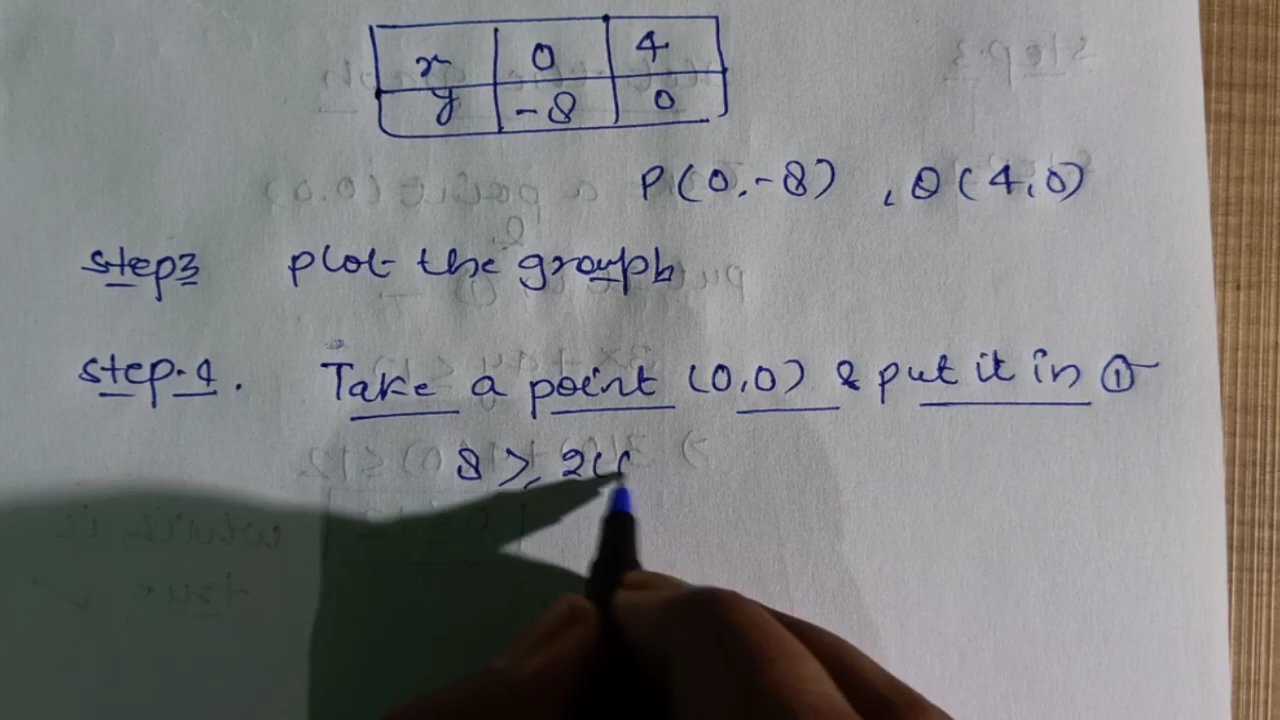 x 0 4
y -8 0
P(0,-8) , Q(4,0)
step3 plot the graph
step-4. Take a point (0,0) & put it in ①
8 ≥ 2(